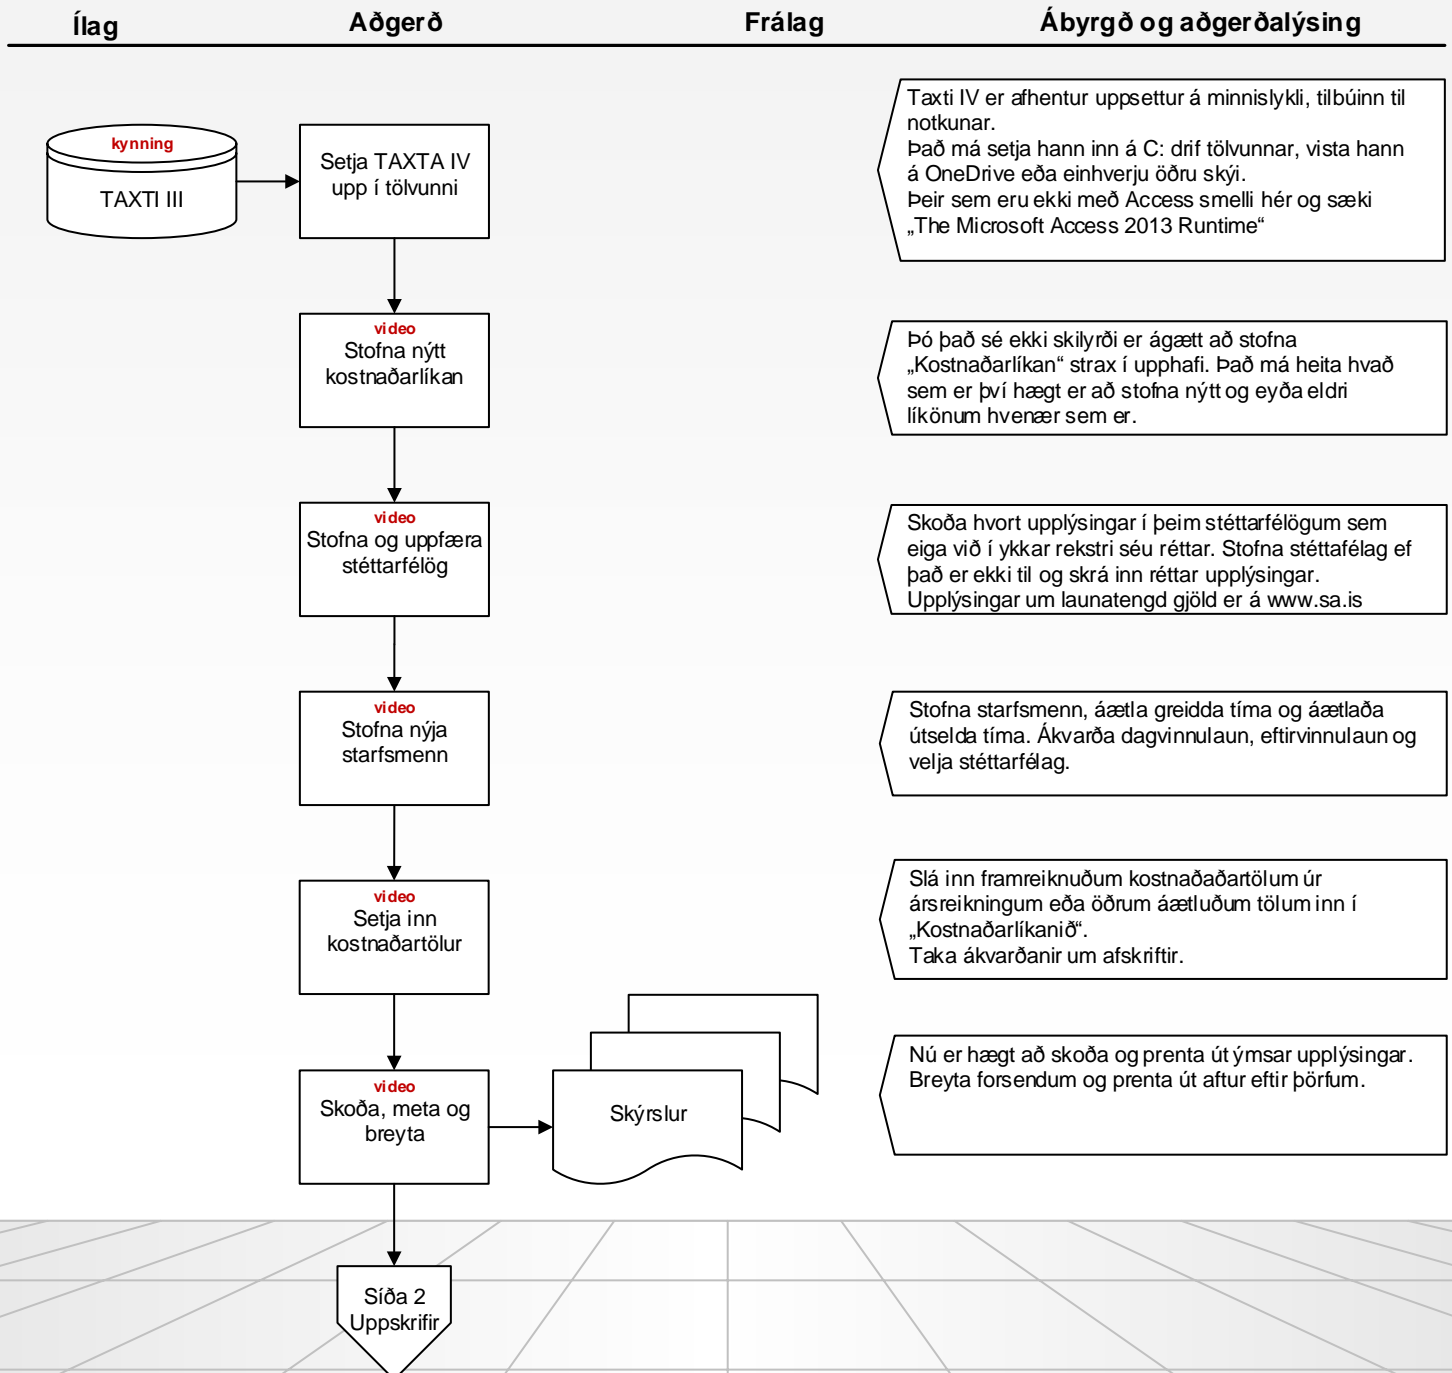 Ílag
Aðgerð
Frálag
Ábyrgð og aðgerðalýsing
kynning
TAXTI III
Setja TAXTA IV
upp í tölvunni
Taxti IV er afhentur uppsettur á minnislykli, tilbúinn til
notkunar.
Það má setja hann inn á C: drif tölvunnar, vista hann
á OneDrive eða einhverju öðru skýi.
Þeir sem eru ekki með Access smelli hér og sæki
„The Microsoft Access 2013 Runtime“
video
Stofna nýtt
kostnaðarlíkan
Þó það sé ekki skilyrði er ágætt að stofna
„Kostnaðarlíkan“ strax í upphafi. Það má heita hvað
sem er því hægt er að stofna nýtt og eyða eldri
líkönum hvenær sem er.
video
Stofna og uppfæra
stéttarfélög
Skoða hvort upplýsingar í þeim stéttarfélögum sem
eiga við í ykkar rekstri séu réttar. Stofna stéttafélag ef
það er ekki til og skrá inn réttar upplýsingar.
Upplýsingar um launatengd gjöld er á www.sa.is
video
Stofna nýja
starfsmenn
Stofna starfsmenn, áætla greidda tíma og áætlaða
útselda tíma. Ákvarða dagvinnulaun, eftirvinnulaun og
velja stéttarfélag.
video
Setja inn
kostnaðartölur
Slá inn framreiknuðum kostnaðaðartölum úr
ársreikningum eða öðrum áætluðum tölum inn í
„Kostnaðarlíkanið“.
Taka ákvarðanir um afskriftir.
video
Skoða, meta og
breyta
Skýrslur
Nú er hægt að skoða og prenta út ýmsar upplýsingar.
Breyta forsendum og prenta út aftur eftir þörfum.
Síða 2
Uppskrifir